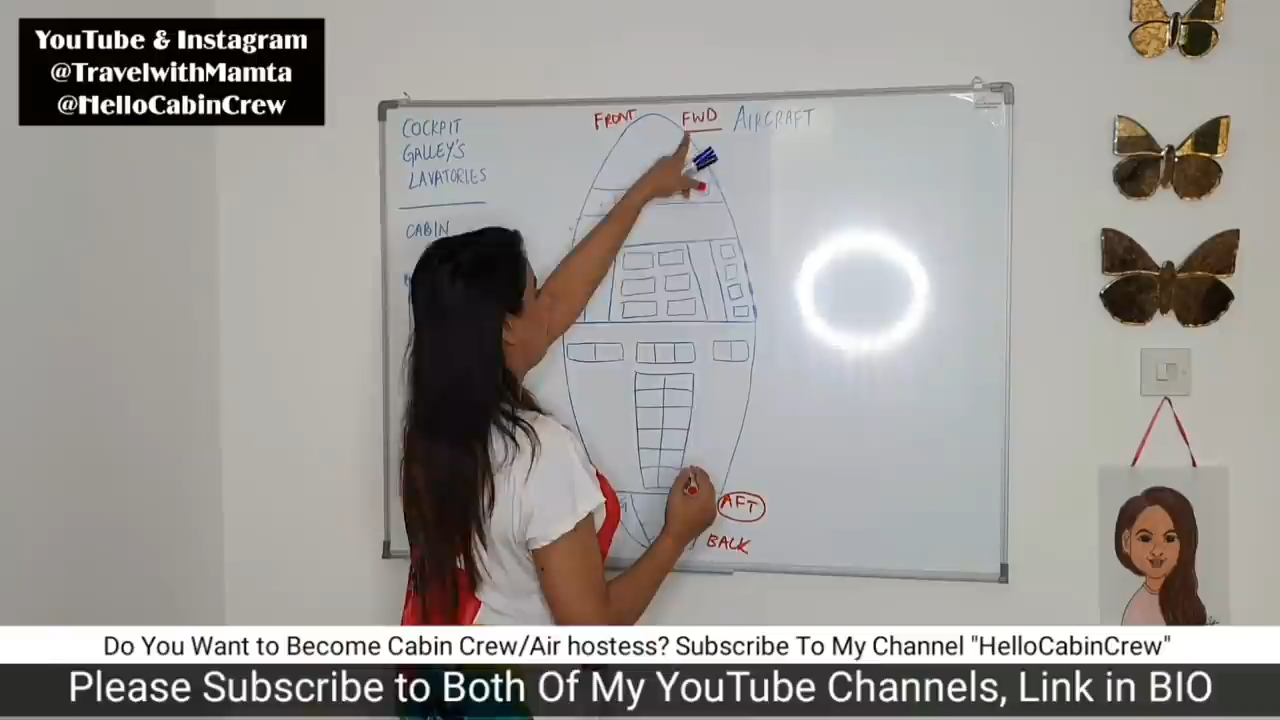 YouTube & Instagram
@TravelwithMamta
@HelloCabinCrew
COCKPIT
GALLEY'S
LAVATORIES
CABIN
FRONT
FWD
AIRCRAFT
AFT
BACK
Do You Want to Become Cabin Crew/Air hostess? Subscribe To My Channel "HelloCabinCrew"
Please Subscribe to Both Of My YouTube Channels, Link in BIO